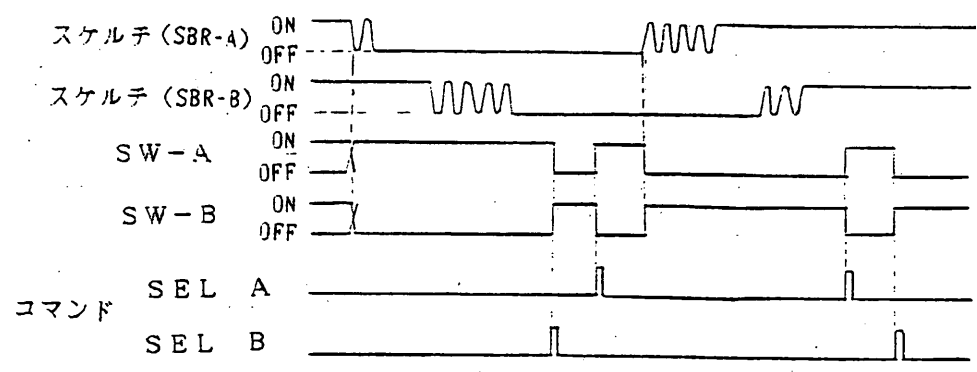 スケルチ (SBR-A) ON
OFF
スケルチ (SBR-B) ON
OFF
SW-A ON
OFF
SW-B ON
OFF
コマンド
SEL A
SEL B